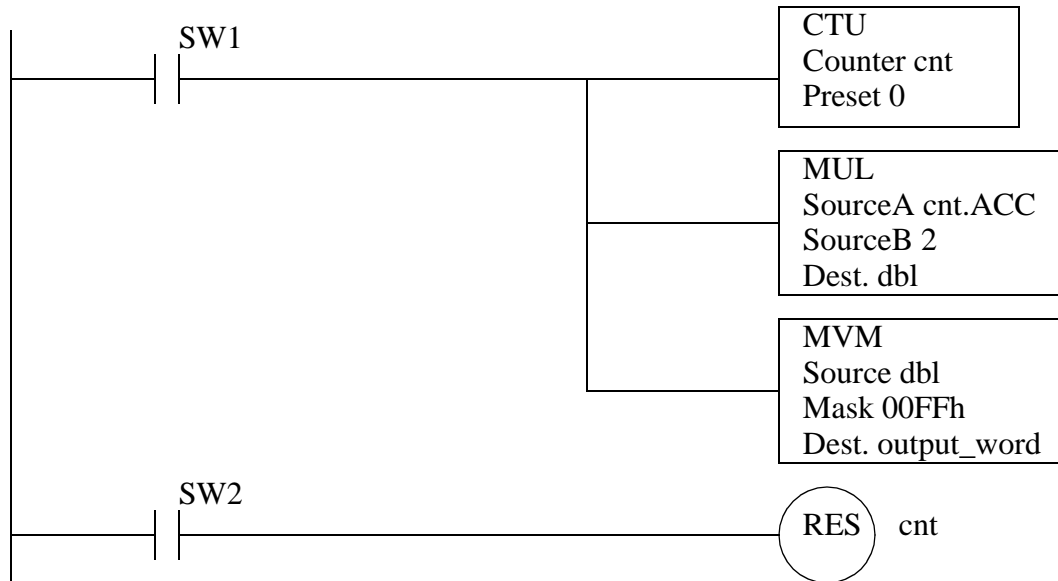 SW1
CTU
Counter cnt
Preset 0
MUL
SourceA cnt.ACC
SourceB 2
Dest. dbl
MVM
Source dbl
Mask 00FFh
Dest. output_word
SW2
RES cnt